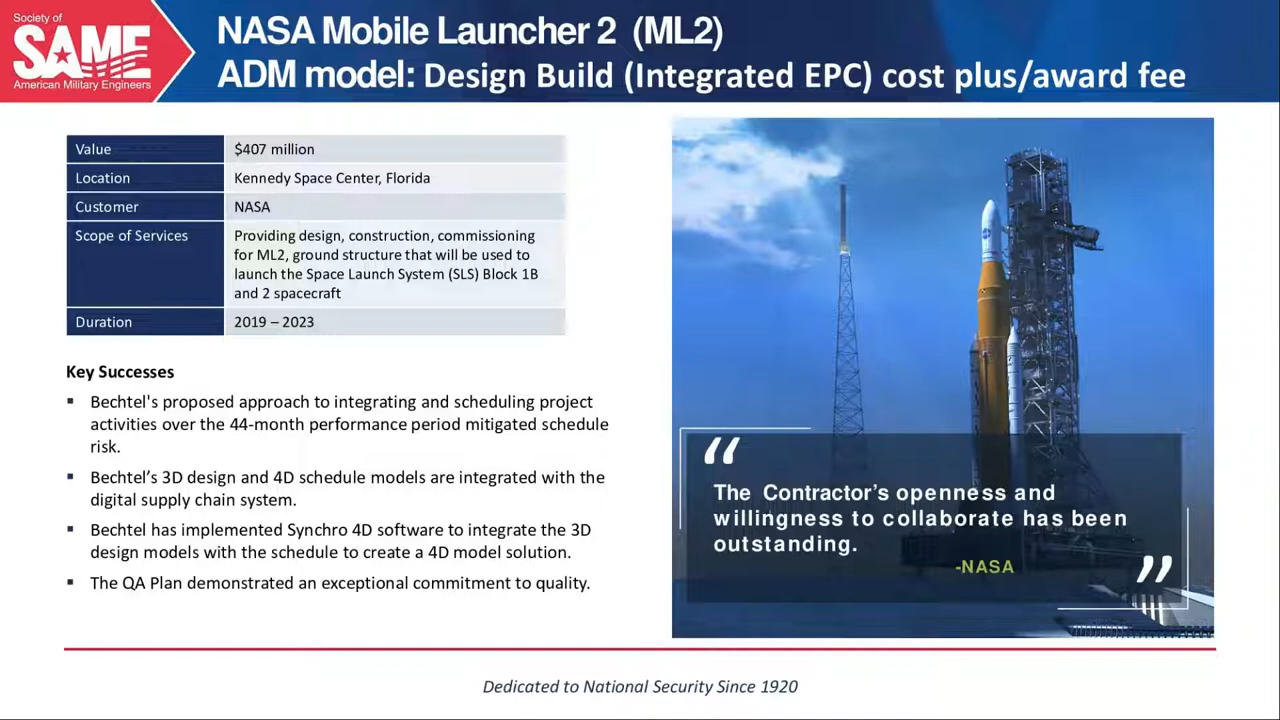 Society of
SAME
American Military Engineers
NASA Mobile Launcher 2 (ML2)
ADM model: Design Build (Integrated EPC) cost plus/award fee
Value
$407 million
Location
Kennedy Space Center, Florida
Customer
NASA
Scope of Services
Providing design, construction, commissioning
for ML2, ground structure that will be used to
launch the Space Launch System (SLS) Block 1B
and 2 spacecraft
Duration
2019 – 2023
Key Successes
▪ Bechtel's proposed approach to integrating and scheduling project
activities over the 44-month performance period mitigated schedule
risk.
▪ Bechtel’s 3D design and 4D schedule models are integrated with the
digital supply chain system.
▪ Bechtel has implemented Synchro 4D software to integrate the 3D
design models with the schedule to create a 4D model solution.
▪ The QA Plan demonstrated an exceptional commitment to quality.
“
The Contractor’s openness and
willingness to collaborate has been
outstanding.
-NASA
”
Dedicated to National Security Since 1920